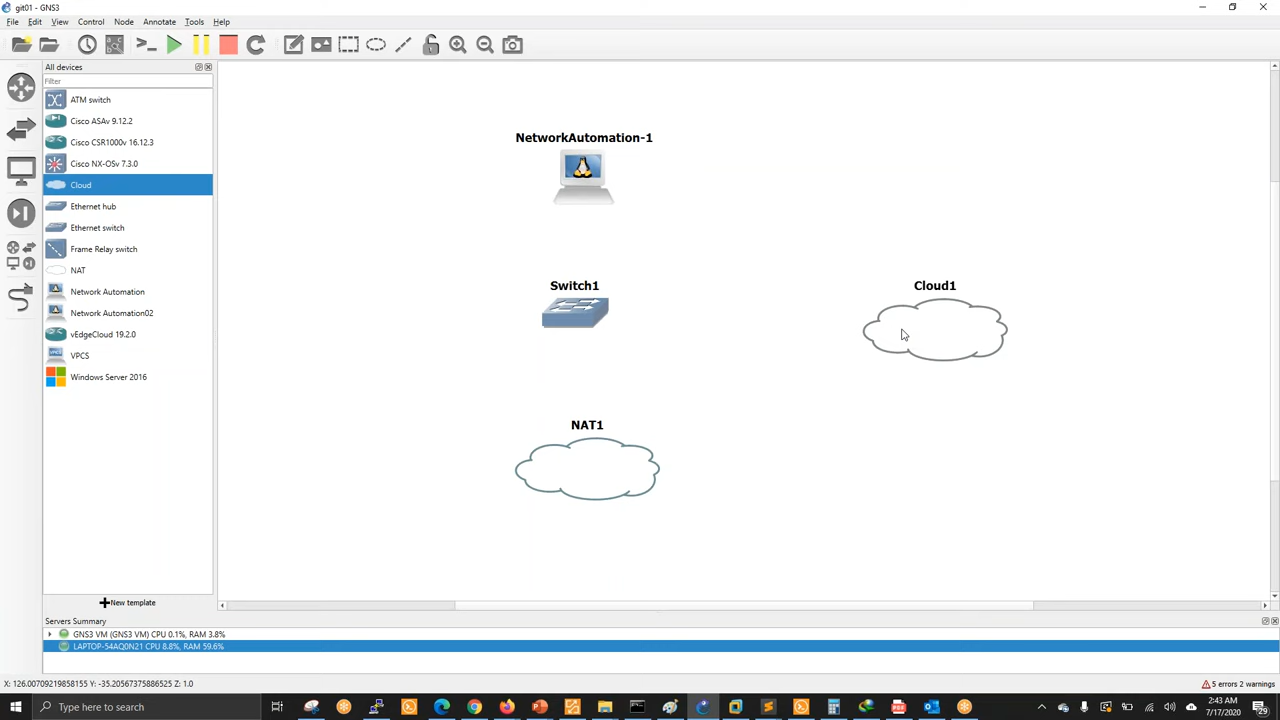 git01 - GNS3
File Edit View Control Node Annotate Tools Help
All devices
Filter
ATM switch
Cisco ASAv 9.12.2
Cisco CSR1000v 16.12.3
Cisco NX-OSv 7.3.0
Cloud
Ethernet hub
Ethernet switch
Frame Relay switch
NAT
Network Automation
Network Automation02
vEdgeCloud 19.2.0
VPCS
Windows Server 2016
New template
NetworkAutomation-1
Switch1
Cloud1
NAT1
Servers Summary
GNS3 VM (GNS3 VM) CPU 0.1%, RAM 3.8%
LAPTOP-54AQ0N21 CPU 8.8%, RAM 59.6%
X: 126.00709219858155 Y: -35.20567375886525 Z: 1.0
5 errors 2 warnings
Type here to search
2:43 AM
7/17/2020